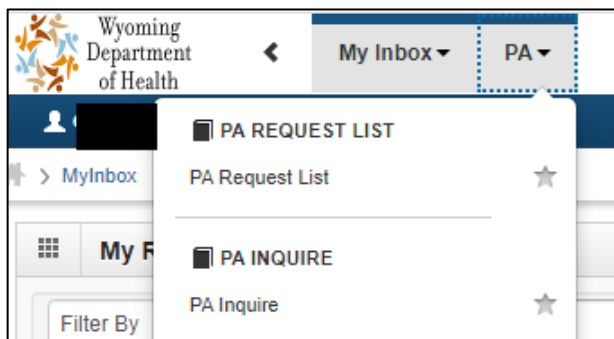 Wyoming
Department
of Health
My Inbox
PA
PA REQUEST LIST
MyInbox
PA Request List
My R
PA INQUIRE
PA Inquire
Filter By